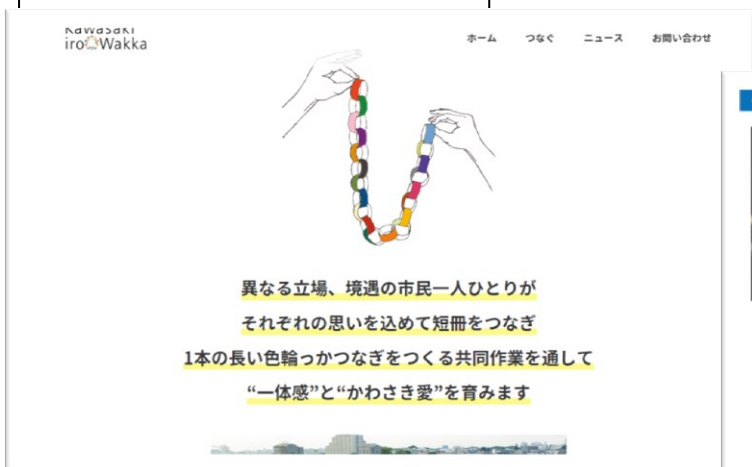 Kawasaki
iro Wakka
ホーム つなぐ ニュース お問い合わせ
異なる立場、境遇の市民一人ひとりが
それぞれの思いを込めて短冊をつなぎ
1本の長い色輪っかつなぎをつくる共同作業を通して
“一体感”と“かわさき愛”を育みます